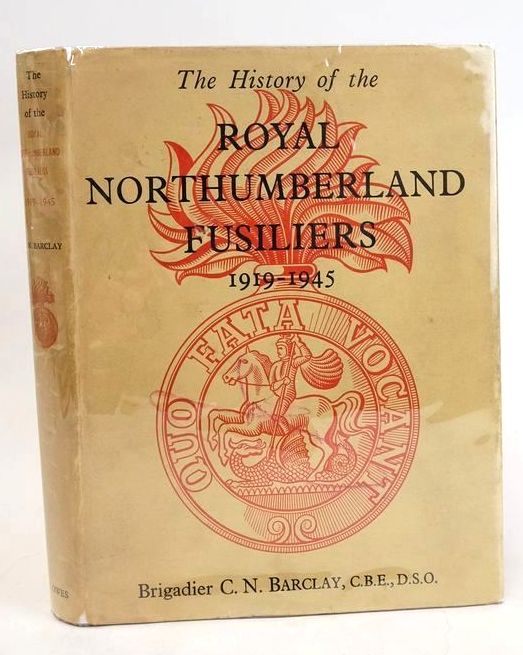 The
History
of the
ROYAL
FUSILIERS
1919-1945
BARCLAY
The History of the
ROYAL
NORTHUMBERLAND
FUSILIERS
1919-1945
QUO FATA VOCANT
Brigadier C. N. BARCLAY, C.B.E., D.S.O.